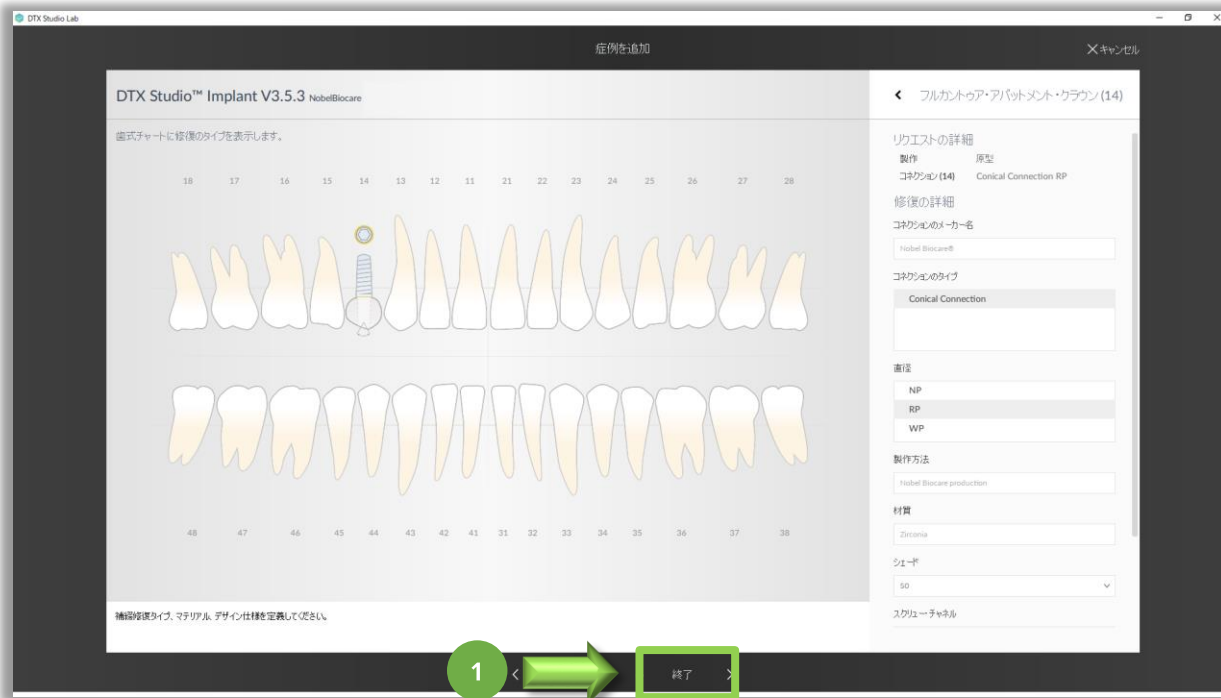 DTX Studio Lab
症例を追加
キャンセル
DTX Studio™ Implant V3.5.3 NobelBiocare
歯式チャートに修復のタイプを表示します。
18 17 16 15 14 13 12 11 21 22 23 24 25 26 27 28
48 47 46 45 44 43 42 41 31 32 33 34 35 36 37 38
補綴修復タイプ、マテリアル、デザイン仕様を定義してください。
フルカントゥア・アバットメント・クラウン (14)
リクエストの詳細
製作 原型
コネクション (14) Conical Connection RP
修復の詳細
コネクションのメーカー名
Nobel Biocare®
コネクションのタイプ
Conical Connection
直径
NP
RP
WP
製作方法
Nobel Biocare production
材質
Zirconia
シェード
S0
スクリュー・チャネル
1
終了